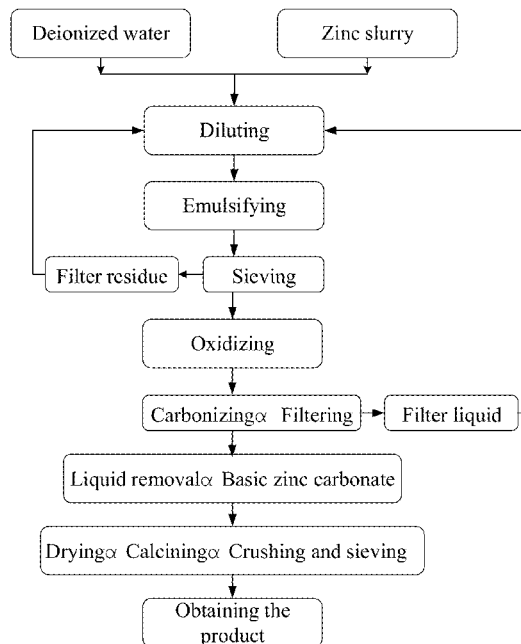 Deionized water
Zinc slurry
Diluting
Emulsifying
Filter residue
Sieving
Oxidizing
Carbonizingα Filtering
Filter liquid
Liquid removalα Basic zinc carbonate
Dryingα Calciningα Crushing and sieving
Obtaining the
product